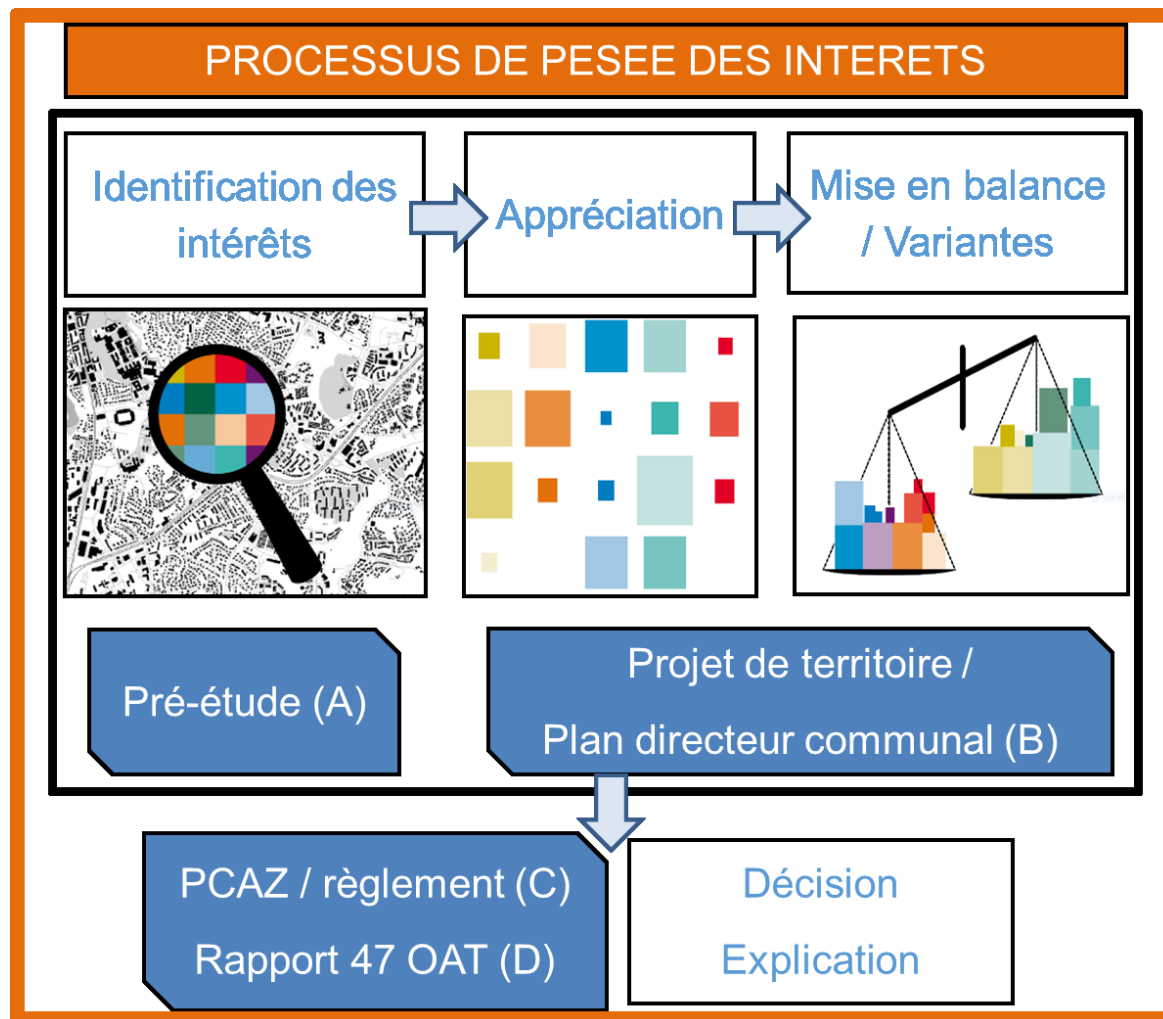 PROCESSUS DE PESEE DES INTERETS
Identification des
intérêts
Appréciation
Mise en balance
/ Variantes
Pré-étude (A)
Projet de territoire /
Plan directeur communal (B)
PCAZ / règlement (C)
Rapport 47 OAT (D)
Décision
Explication